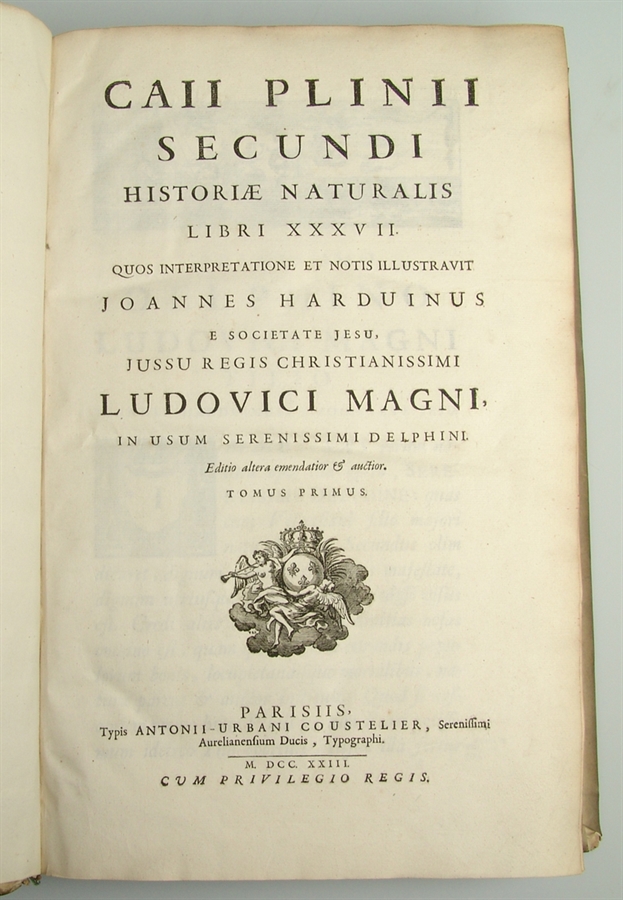 CAII PLINII
SECUNDI
HISTORIÆ NATURALIS
LIBRI XXXVII.
QUOS INTERPRETATIONE ET NOTIS ILLUSTRAVIT
JOANNES HARDUINUS
E SOCIETATE JESU,
JUSSU REGIS CHRISTIANISSIMI
LUDOVICI MAGNI,
IN USUM SERENISSIMI DELPHINI.
Editio altera emendatior & auctior.
TOMUS PRIMUS.
PARISIIS,
Typis ANTONII-URBANI COUSTELIER, Sereniſſimi
Aurelianenſium Ducis, Typographi.
M. DCC. XXIII.
CUM PRIVILEGIO REGIS.